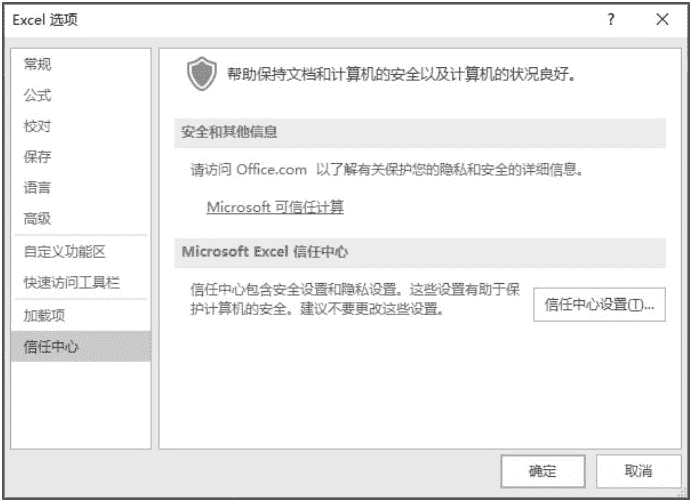 Excel 选项
?
常规
公式
校对
保存
语言
高级
自定义功能区
快速访问工具栏
加载项
信任中心
帮助保持文档和计算机的安全以及计算机的状况良好。
安全和其他信息
请访问 Office.com 以了解有关保护您的隐私和安全的详细信息。
Microsoft 可信任计算
Microsoft Excel 信任中心
信任中心包含安全设置和隐私设置。这些设置有助于保
护计算机的安全。建议不要更改这些设置。
信任中心设置(T)...
确定
取消